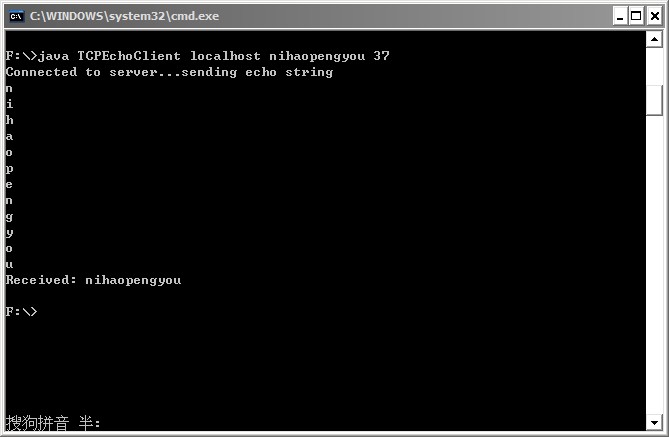 C:\WINDOWS\system32\cmd.exe
F:\>java TCPEchoClient localhost nihaopengyou 37
Connected to server...sending echo string
n
i
h
a
o
p
e
n
g
y
o
u
Received: nihaopengyou
F:\>
搜狗拼音 半: